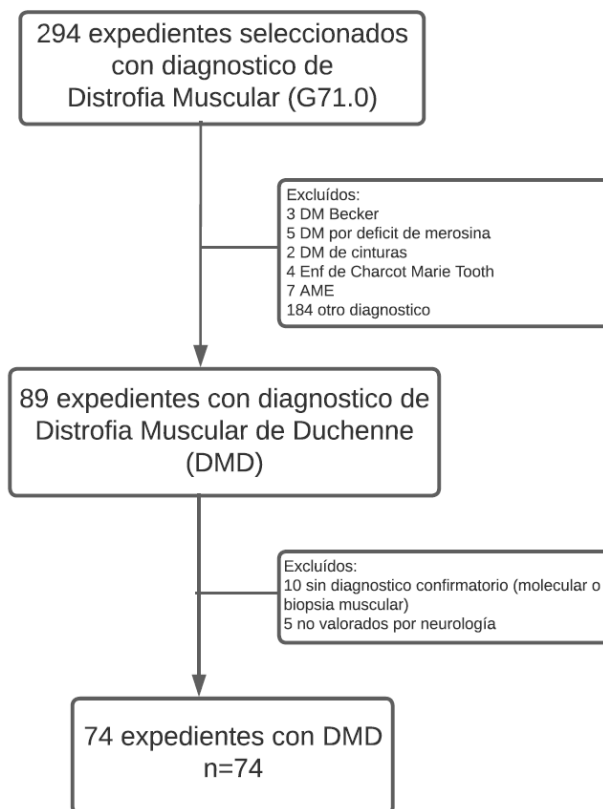 294 expedientes seleccionados
con diagnostico de
Distrofia Muscular (G71.0)
Excluídos:
3 DM Becker
5 DM por deficit de merosina
2 DM de cinturas
4 Enf de Charcot Marie Tooth
7 AME
184 otro diagnostico
89 expedientes con diagnostico de
Distrofia Muscular de Duchenne
(DMD)
Excluídos:
10 sin diagnostico confirmatorio (molecular o
biopsia muscular)
5 no valorados por neurología
74 expedientes con DMD
n=74